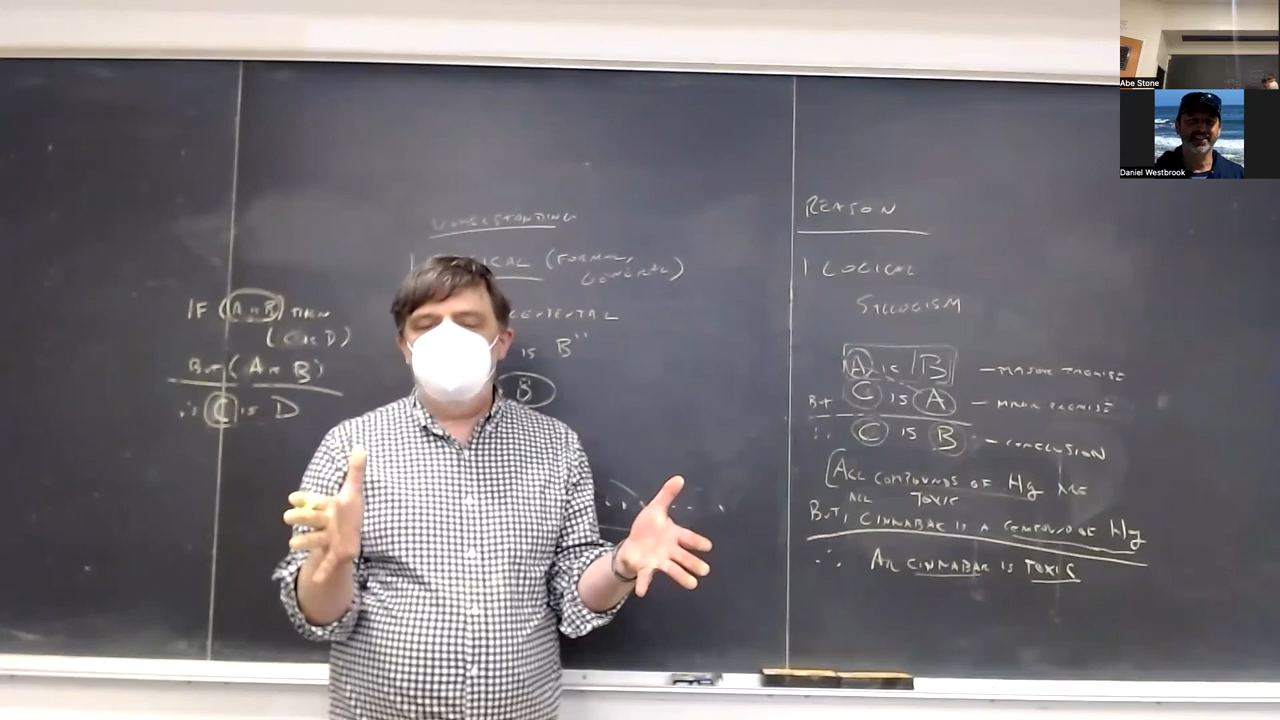 Abe Stone
Daniel Westbrook
IF (A IS B) THEN
(C IS D)
BUT (A IS B)
∴ C IS D
UNDERSTANDING
(FORMAL,
GENERAL)
IS B"
B
REASON
1 LOGICAL
SYLLOGISM
A IS B — MAJOR PREMISE
BUT C IS A — MINOR PREMISE
∴ C IS B — CONCLUSION
ALL COMPOUNDS OF Hg ARE
TOXIC
BUT, ALL CINNABAR IS A COMPOUND OF Hg
∴ ALL CINNABAR IS TOXIC